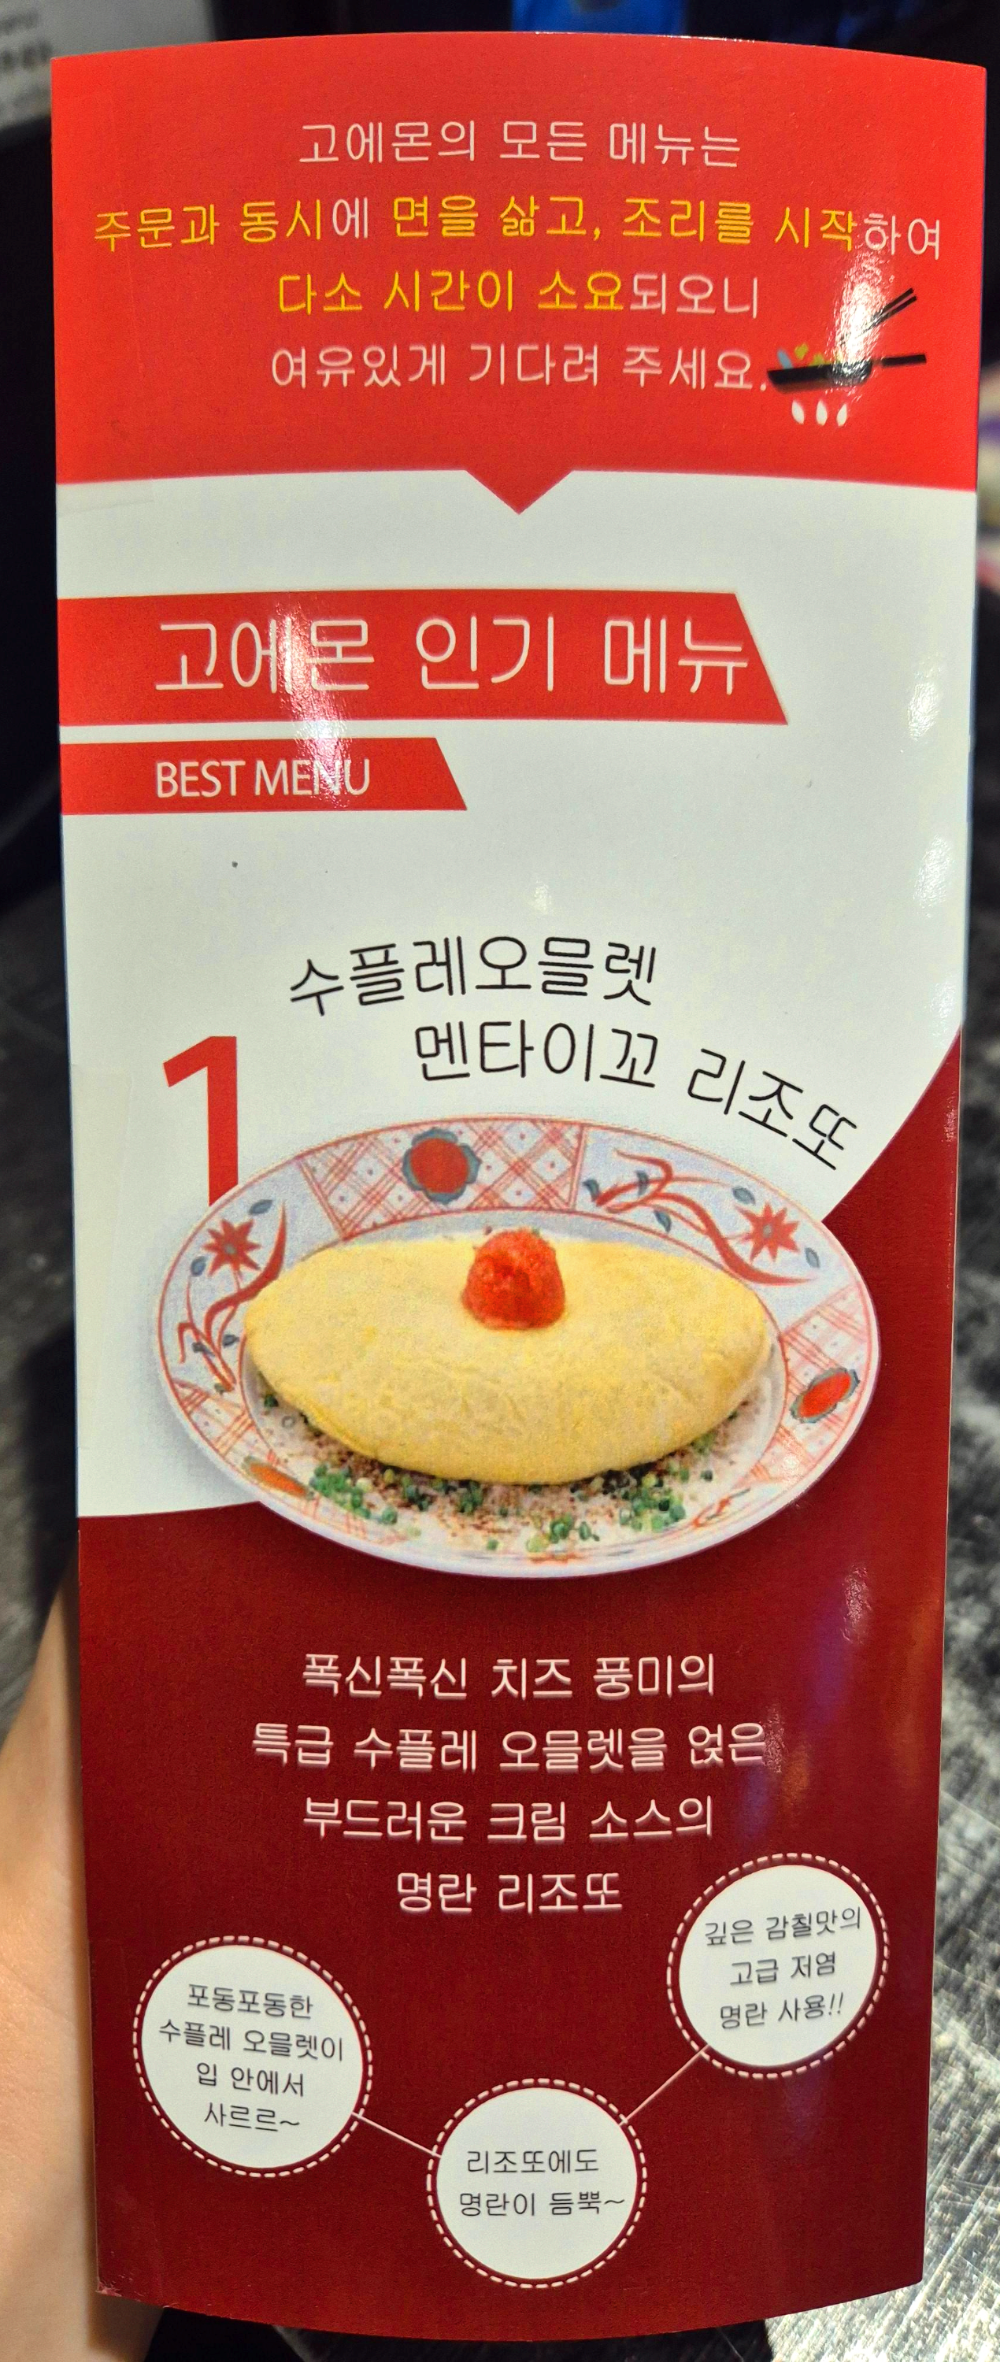 고에몬의 모든 메뉴는
주문과 동시에 면을 삶고, 조리를 시작하여
다소 시간이 소요되오니
여유있게 기다려 주세요.
고에몬 인기 메뉴
BEST MENU
1
수플레오믈렛
멘타이꼬 리조또
폭신폭신 치즈 풍미의
특급 수플레 오믈렛을 얹은
부드러운 크림 소스의
명란 리조또
포동포동한
수플레 오믈렛이
입 안에서
사르르~
리조또에도
명란이 듬뿍~
깊은 감칠맛의
고급 저염
명란 사용!!